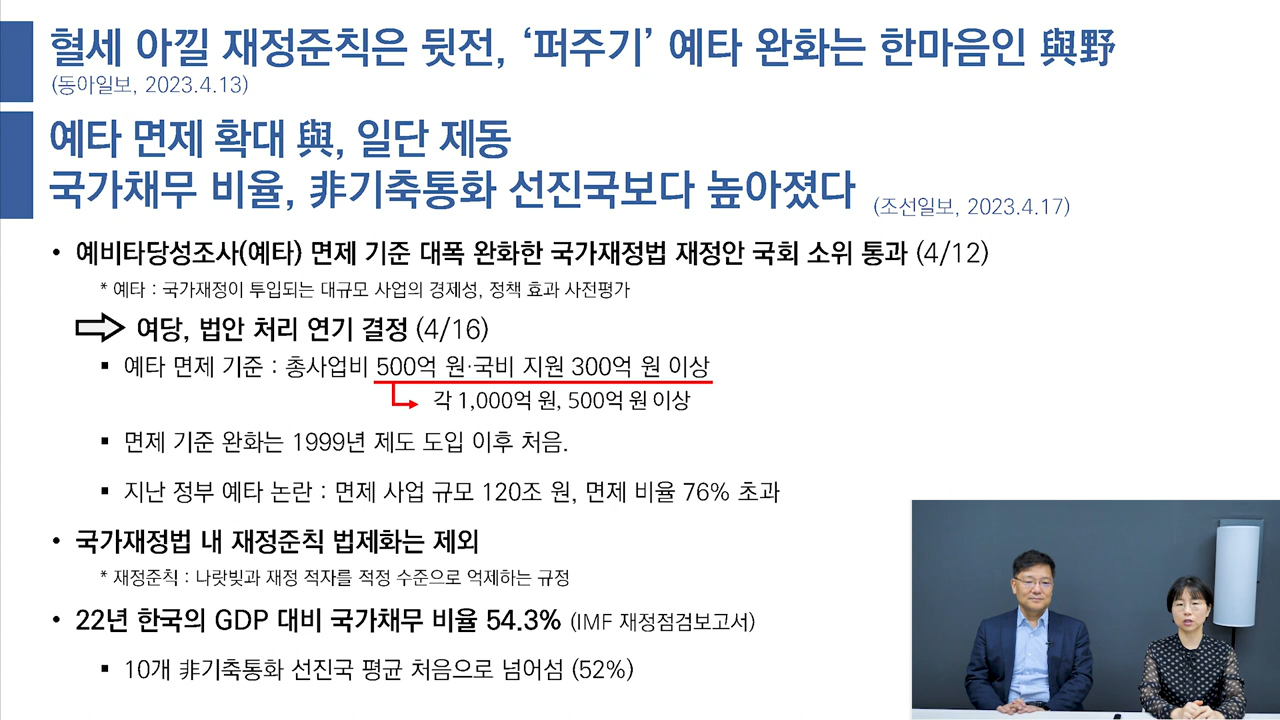 혈세 아낄 재정준칙은 뒷전, ‘퍼주기’ 예타 완화는 한마음인 與野
(동아일보, 2023.4.13)
예타 면제 확대 與, 일단 제동
국가채무 비율, 非기축통화 선진국보다 높아졌다 (조선일보, 2023.4.17)
• 예비타당성조사(예타) 면제 기준 대폭 완화한 국가재정법 재정안 국회 소위 통과 (4/12)
* 예타 : 국가재정이 투입되는 대규모 사업의 경제성, 정책 효과 사전평가
여당, 법안 처리 연기 결정 (4/16)
▪ 예타 면제 기준 : 총사업비 500억 원·국비 지원 300억 원 이상
각 1,000억 원, 500억 원 이상
▪ 면제 기준 완화는 1999년 제도 도입 이후 처음.
▪ 지난 정부 예타 논란 : 면제 사업 규모 120조 원, 면제 비율 76% 초과
• 국가재정법 내 재정준칙 법제화는 제외
* 재정준칙 : 나랏빚과 재정 적자를 적정 수준으로 억제하는 규정
• 22년 한국의 GDP 대비 국가채무 비율 54.3% (IMF 재정점검보고서)
▪ 10개 非기축통화 선진국 평균 처음으로 넘어섬 (52%)